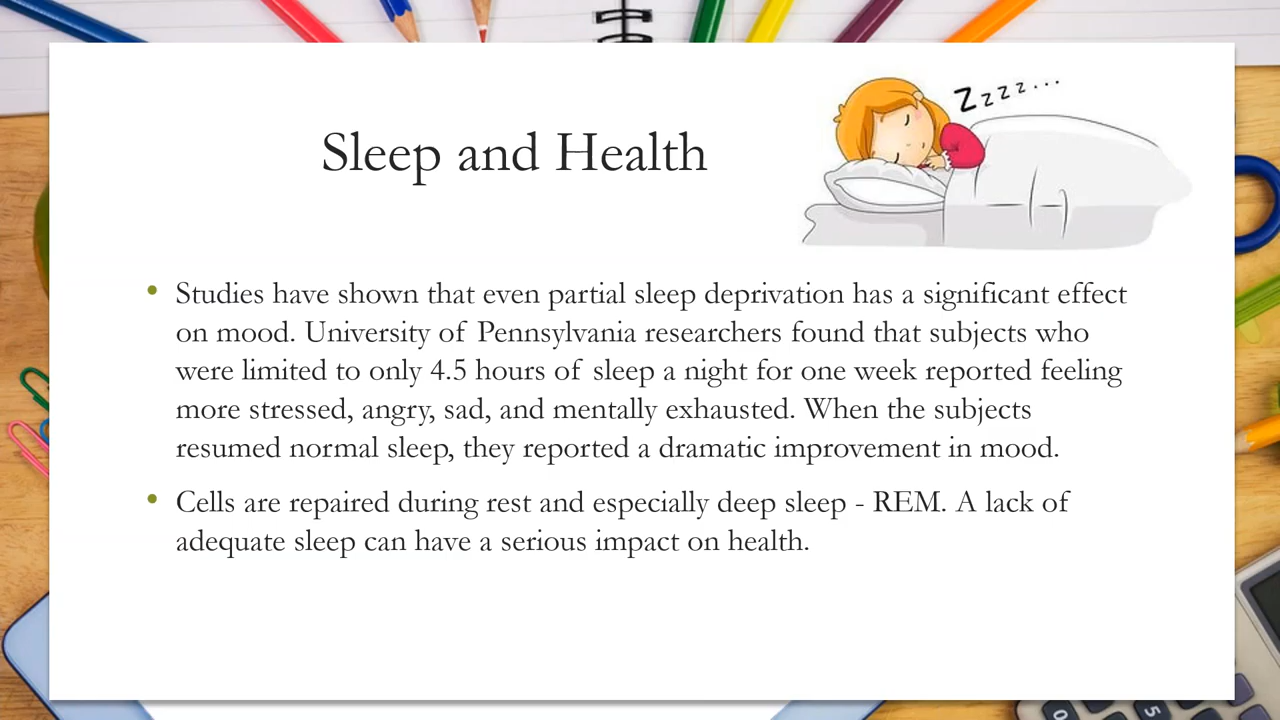 Zzzz...
Sleep and Health
• Studies have shown that even partial sleep deprivation has a significant effect
on mood. University of Pennsylvania researchers found that subjects who
were limited to only 4.5 hours of sleep a night for one week reported feeling
more stressed, angry, sad, and mentally exhausted. When the subjects
resumed normal sleep, they reported a dramatic improvement in mood.
• Cells are repaired during rest and especially deep sleep - REM. A lack of
adequate sleep can have a serious impact on health.
0
5